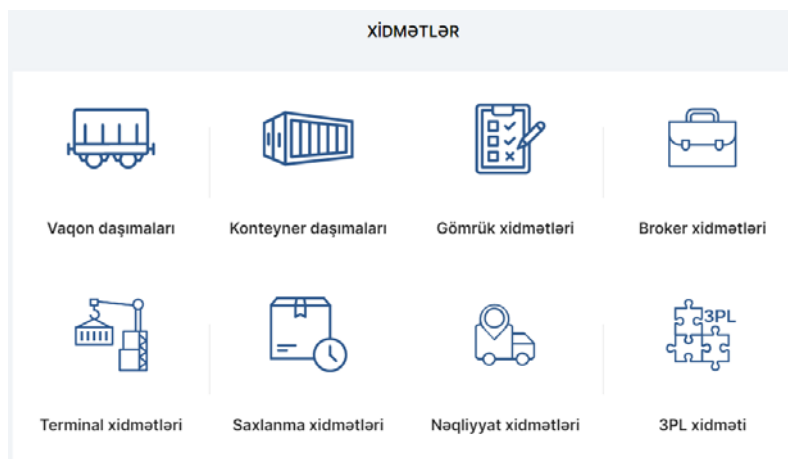 XİDMƏTLƏR
Vaqon daşımaları
Konteyner daşımaları
Gömrük xidmətləri
Broker xidmətləri
3PL
Terminal xidmətləri
Saxlanma xidmətləri
Nəqliyyat xidmətləri
3PL xidməti